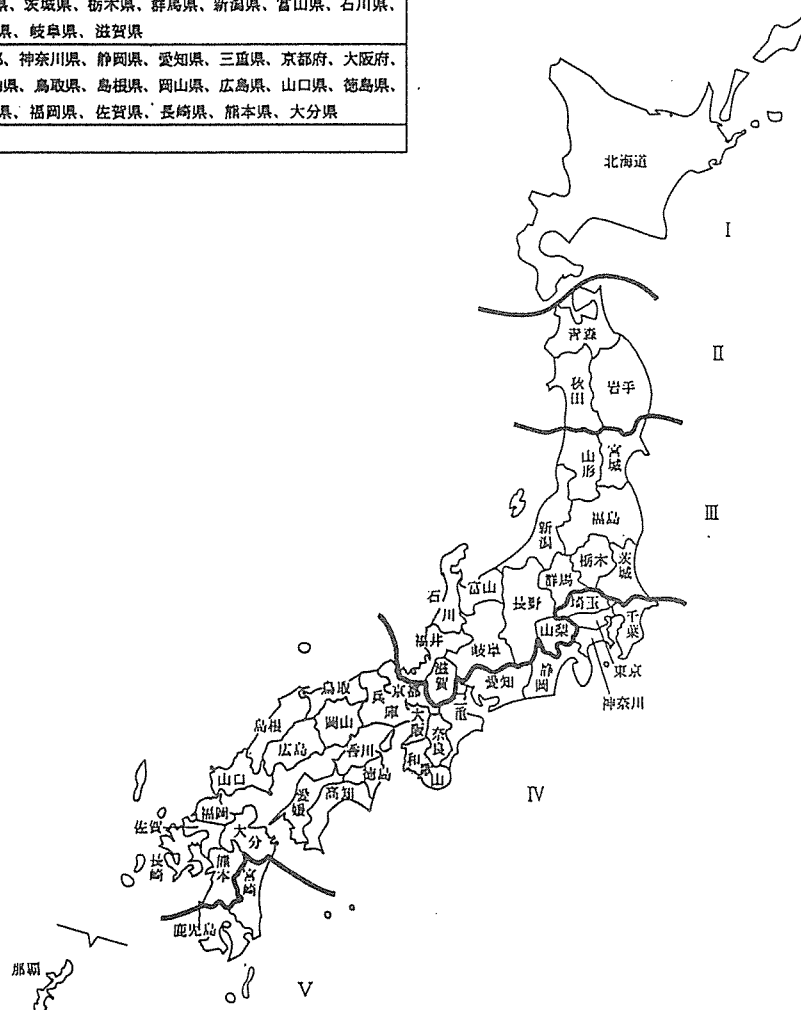 県、茨城県、栃木県、群馬県、新潟県、富山県、石川県、
県、岐阜県、滋賀県
神奈川県、静岡県、愛知県、三重県、京都府、大阪府、
県、鳥取県、島根県、岡山県、広島県、山口県、徳島県、
県、福岡県、佐賀県、長崎県、熊本県、大分県
北海道
I
青森
II
秋田
岩手
山形
宮城
III
福島
新潟
栃木
茨城
群馬
富山
石川
長野
埼玉
千葉
福井
岐阜
山梨
東京
滋賀
愛知
静岡
神奈川
鳥取
兵庫
京都
三重
島根
岡山
大阪
奈良
広島
香川
和歌山
徳島
山口
愛媛
高知
IV
福岡
佐賀
大分
長崎
熊本
宮崎
鹿児島
那覇
V